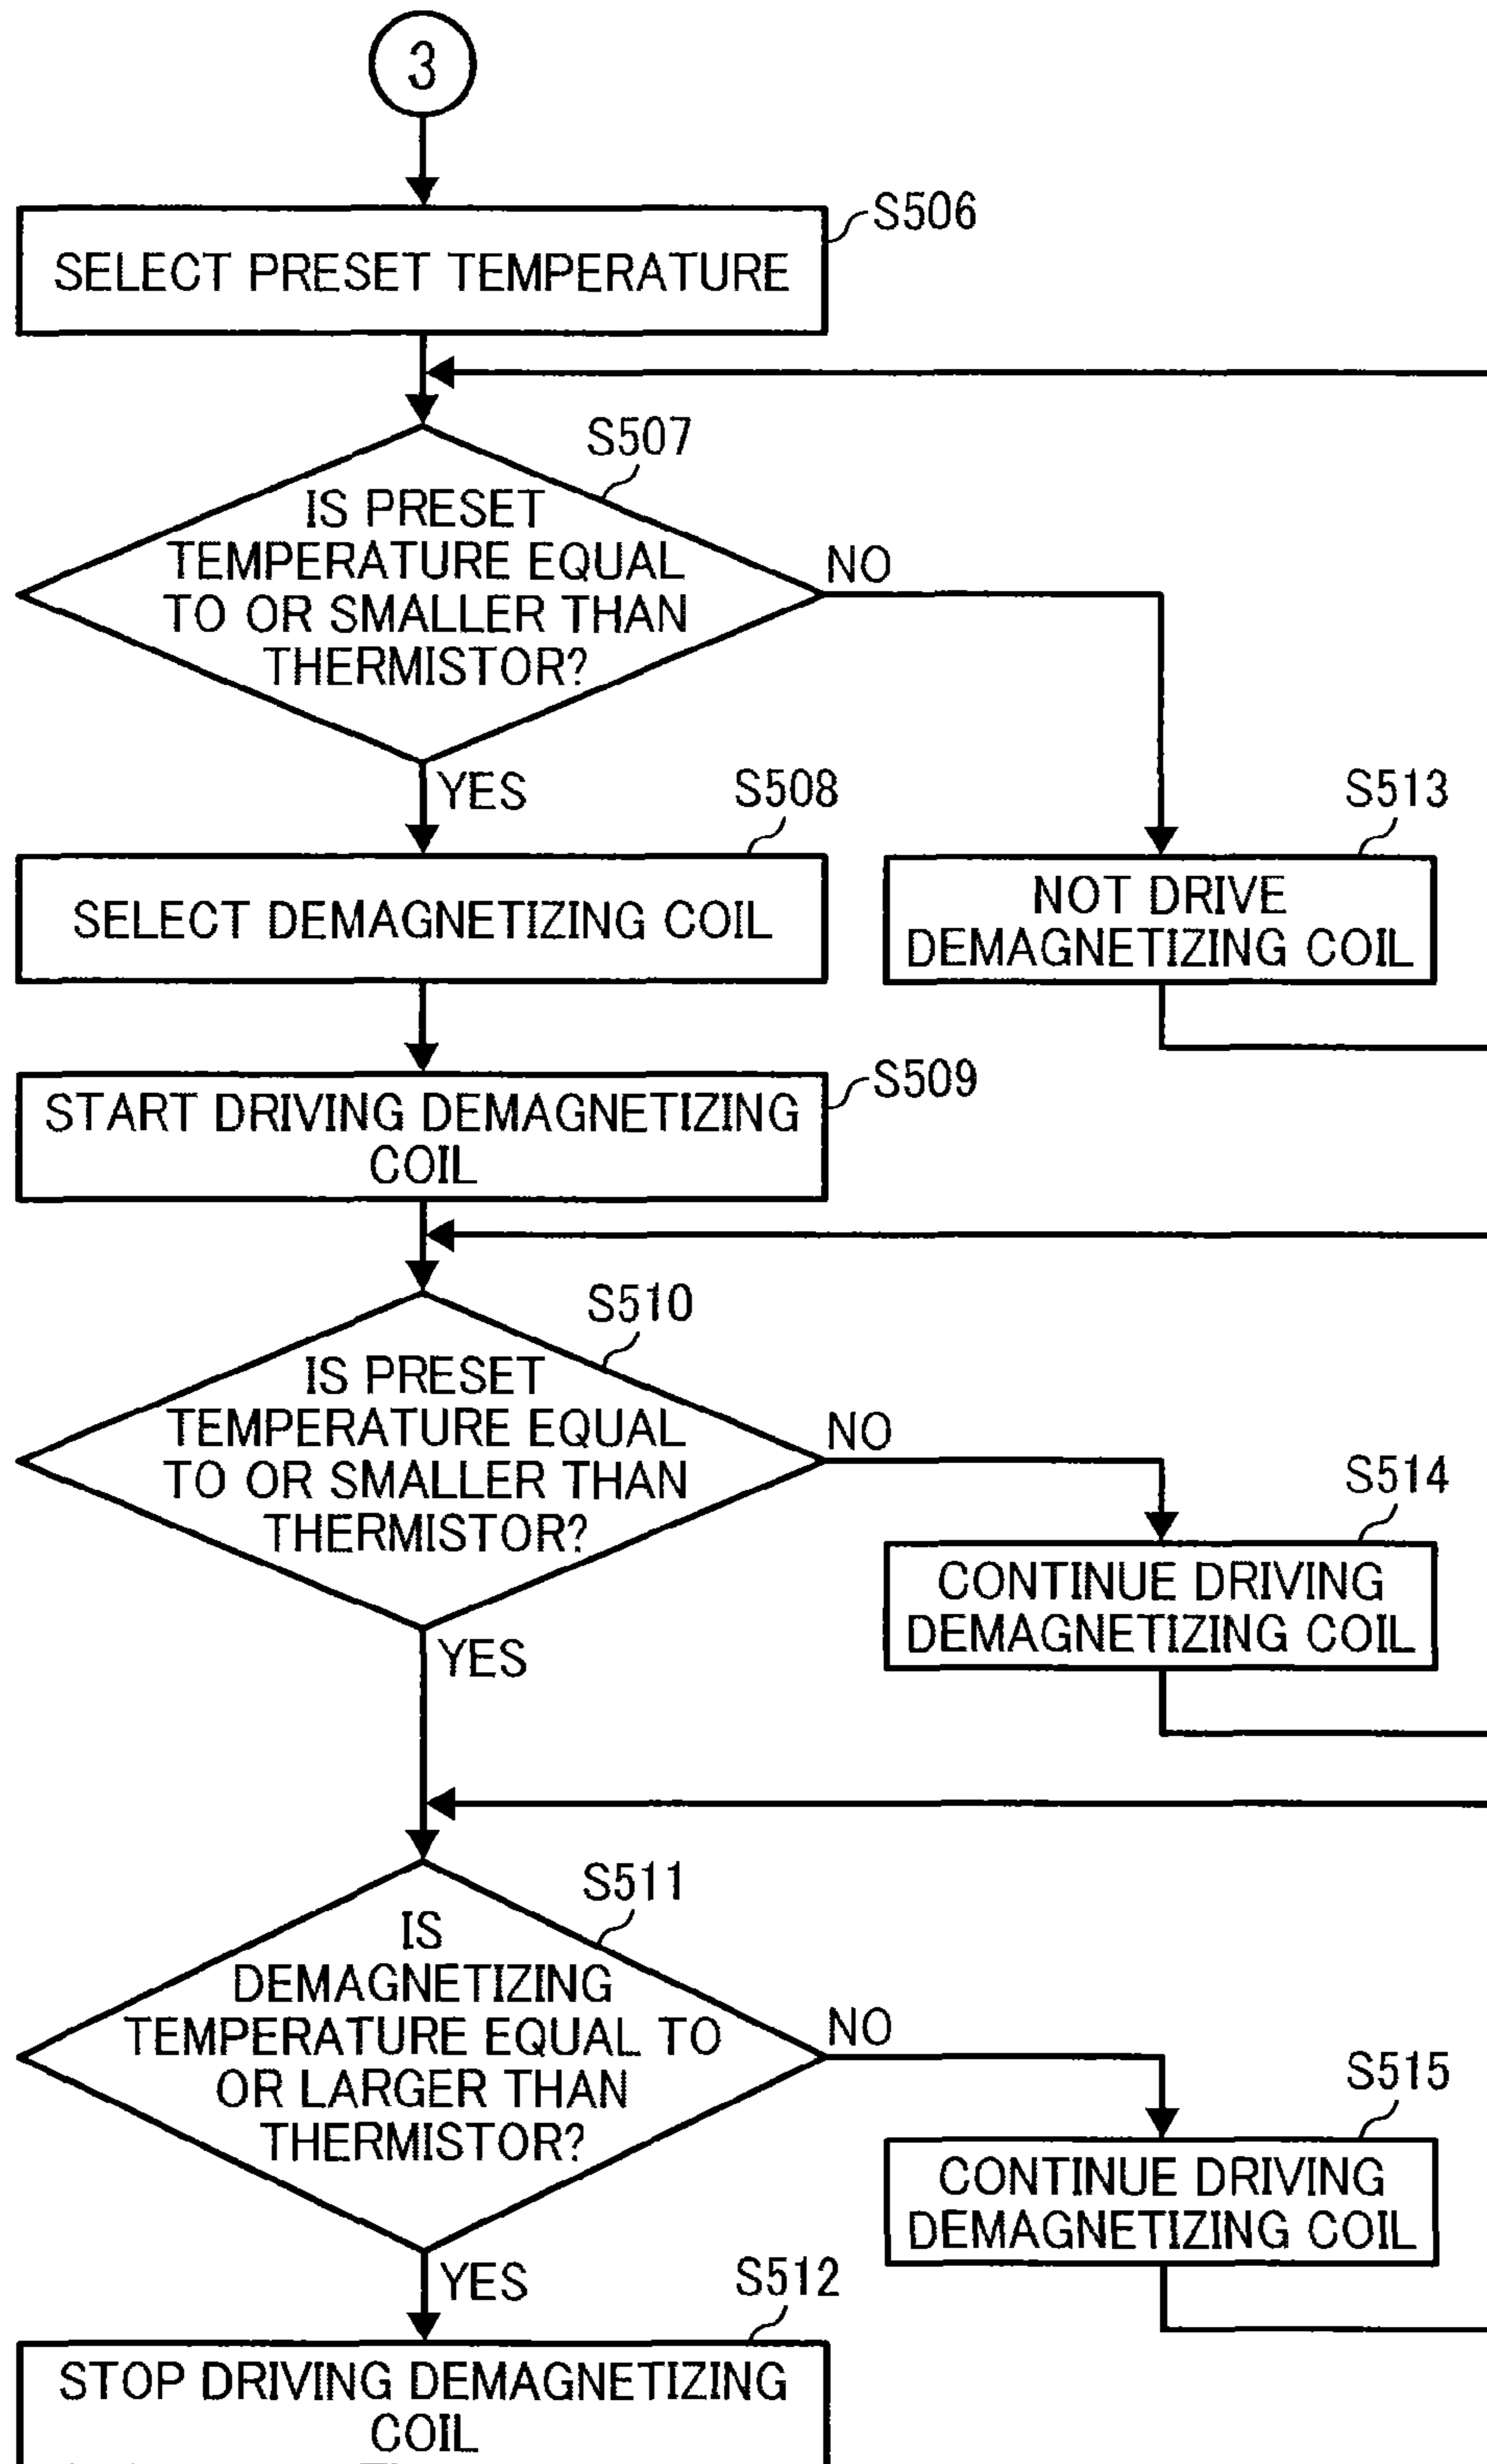 3
S506
SELECT PRESET TEMPERATURE
S507
IS PRESET
TEMPERATURE EQUAL
TO OR SMALLER THAN
THERMISTOR?
NO
YES
S508
SELECT DEMAGNETIZING COIL
S513
NOT DRIVE
DEMAGNETIZING COIL
S509
START DRIVING DEMAGNETIZING
COIL
S510
IS PRESET
TEMPERATURE EQUAL
TO OR SMALLER THAN
THERMISTOR?
NO
S514
CONTINUE DRIVING
DEMAGNETIZING COIL
YES
S511
IS
DEMAGNETIZING
TEMPERATURE EQUAL TO
OR LARGER THAN
THERMISTOR?
NO
S515
CONTINUE DRIVING
DEMAGNETIZING COIL
YES
S512
STOP DRIVING DEMAGNETIZING
COIL